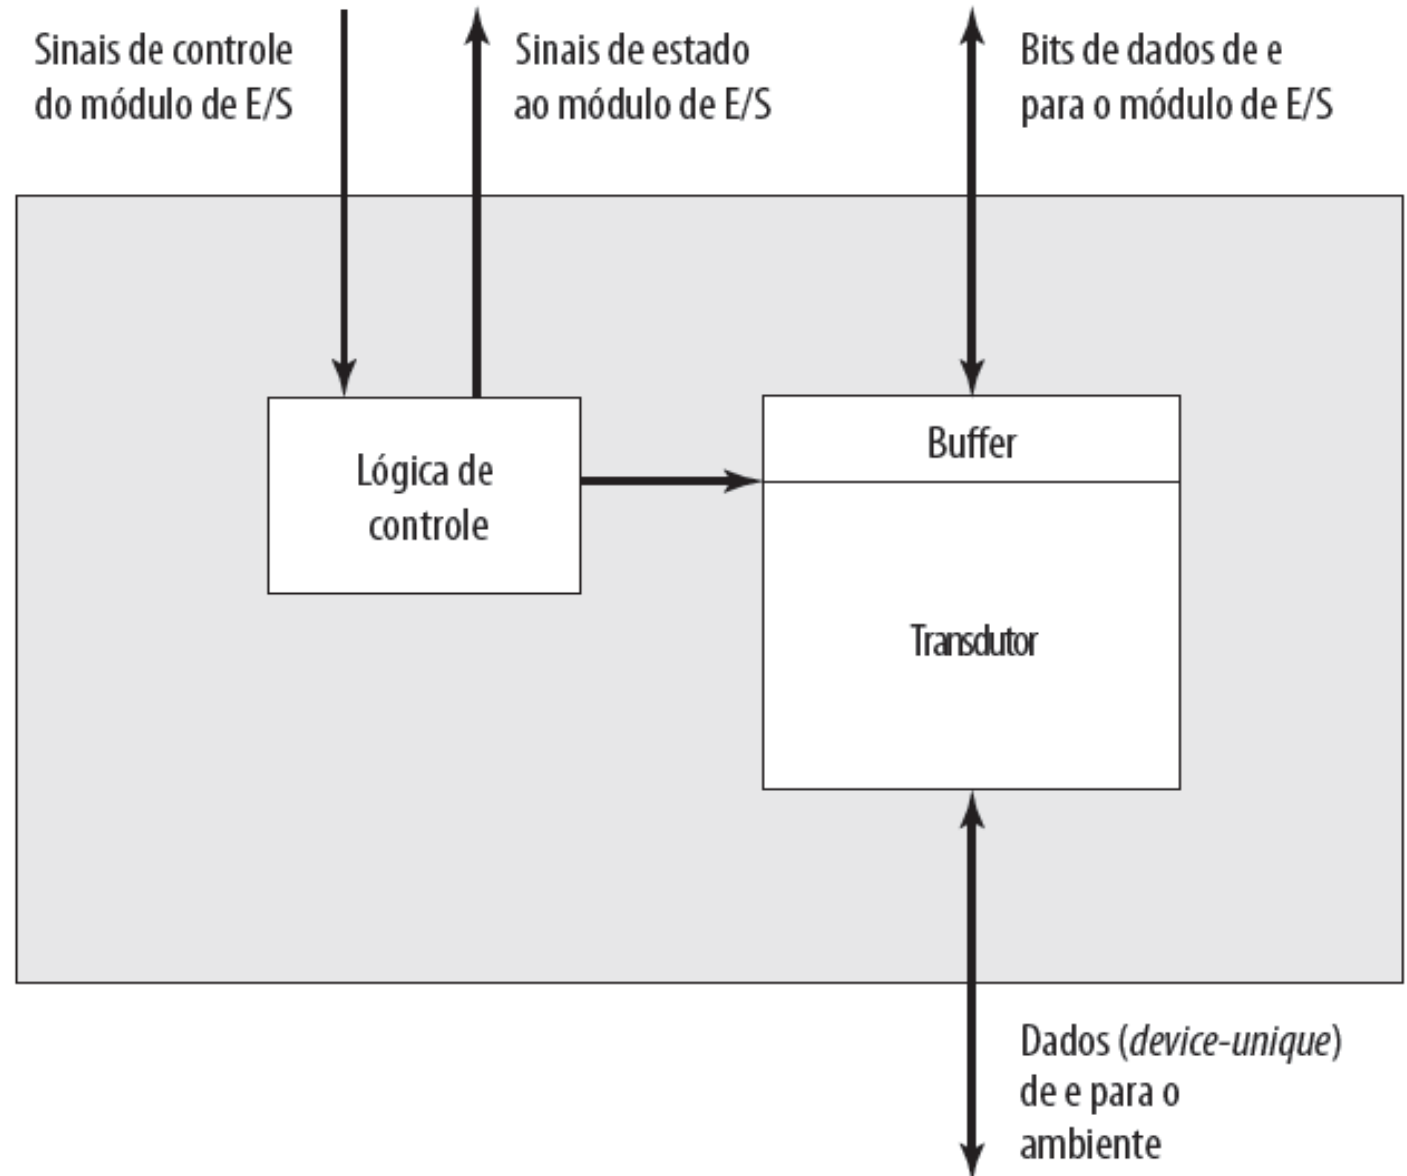 Sinais de controle
do módulo de E/S
Sinais de estado
ao módulo de E/S
Bits de dados de e
para o módulo de E/S
Lógica de
controle
Buffer
Transdutor
Dados (device-unique)
de e para o
ambiente